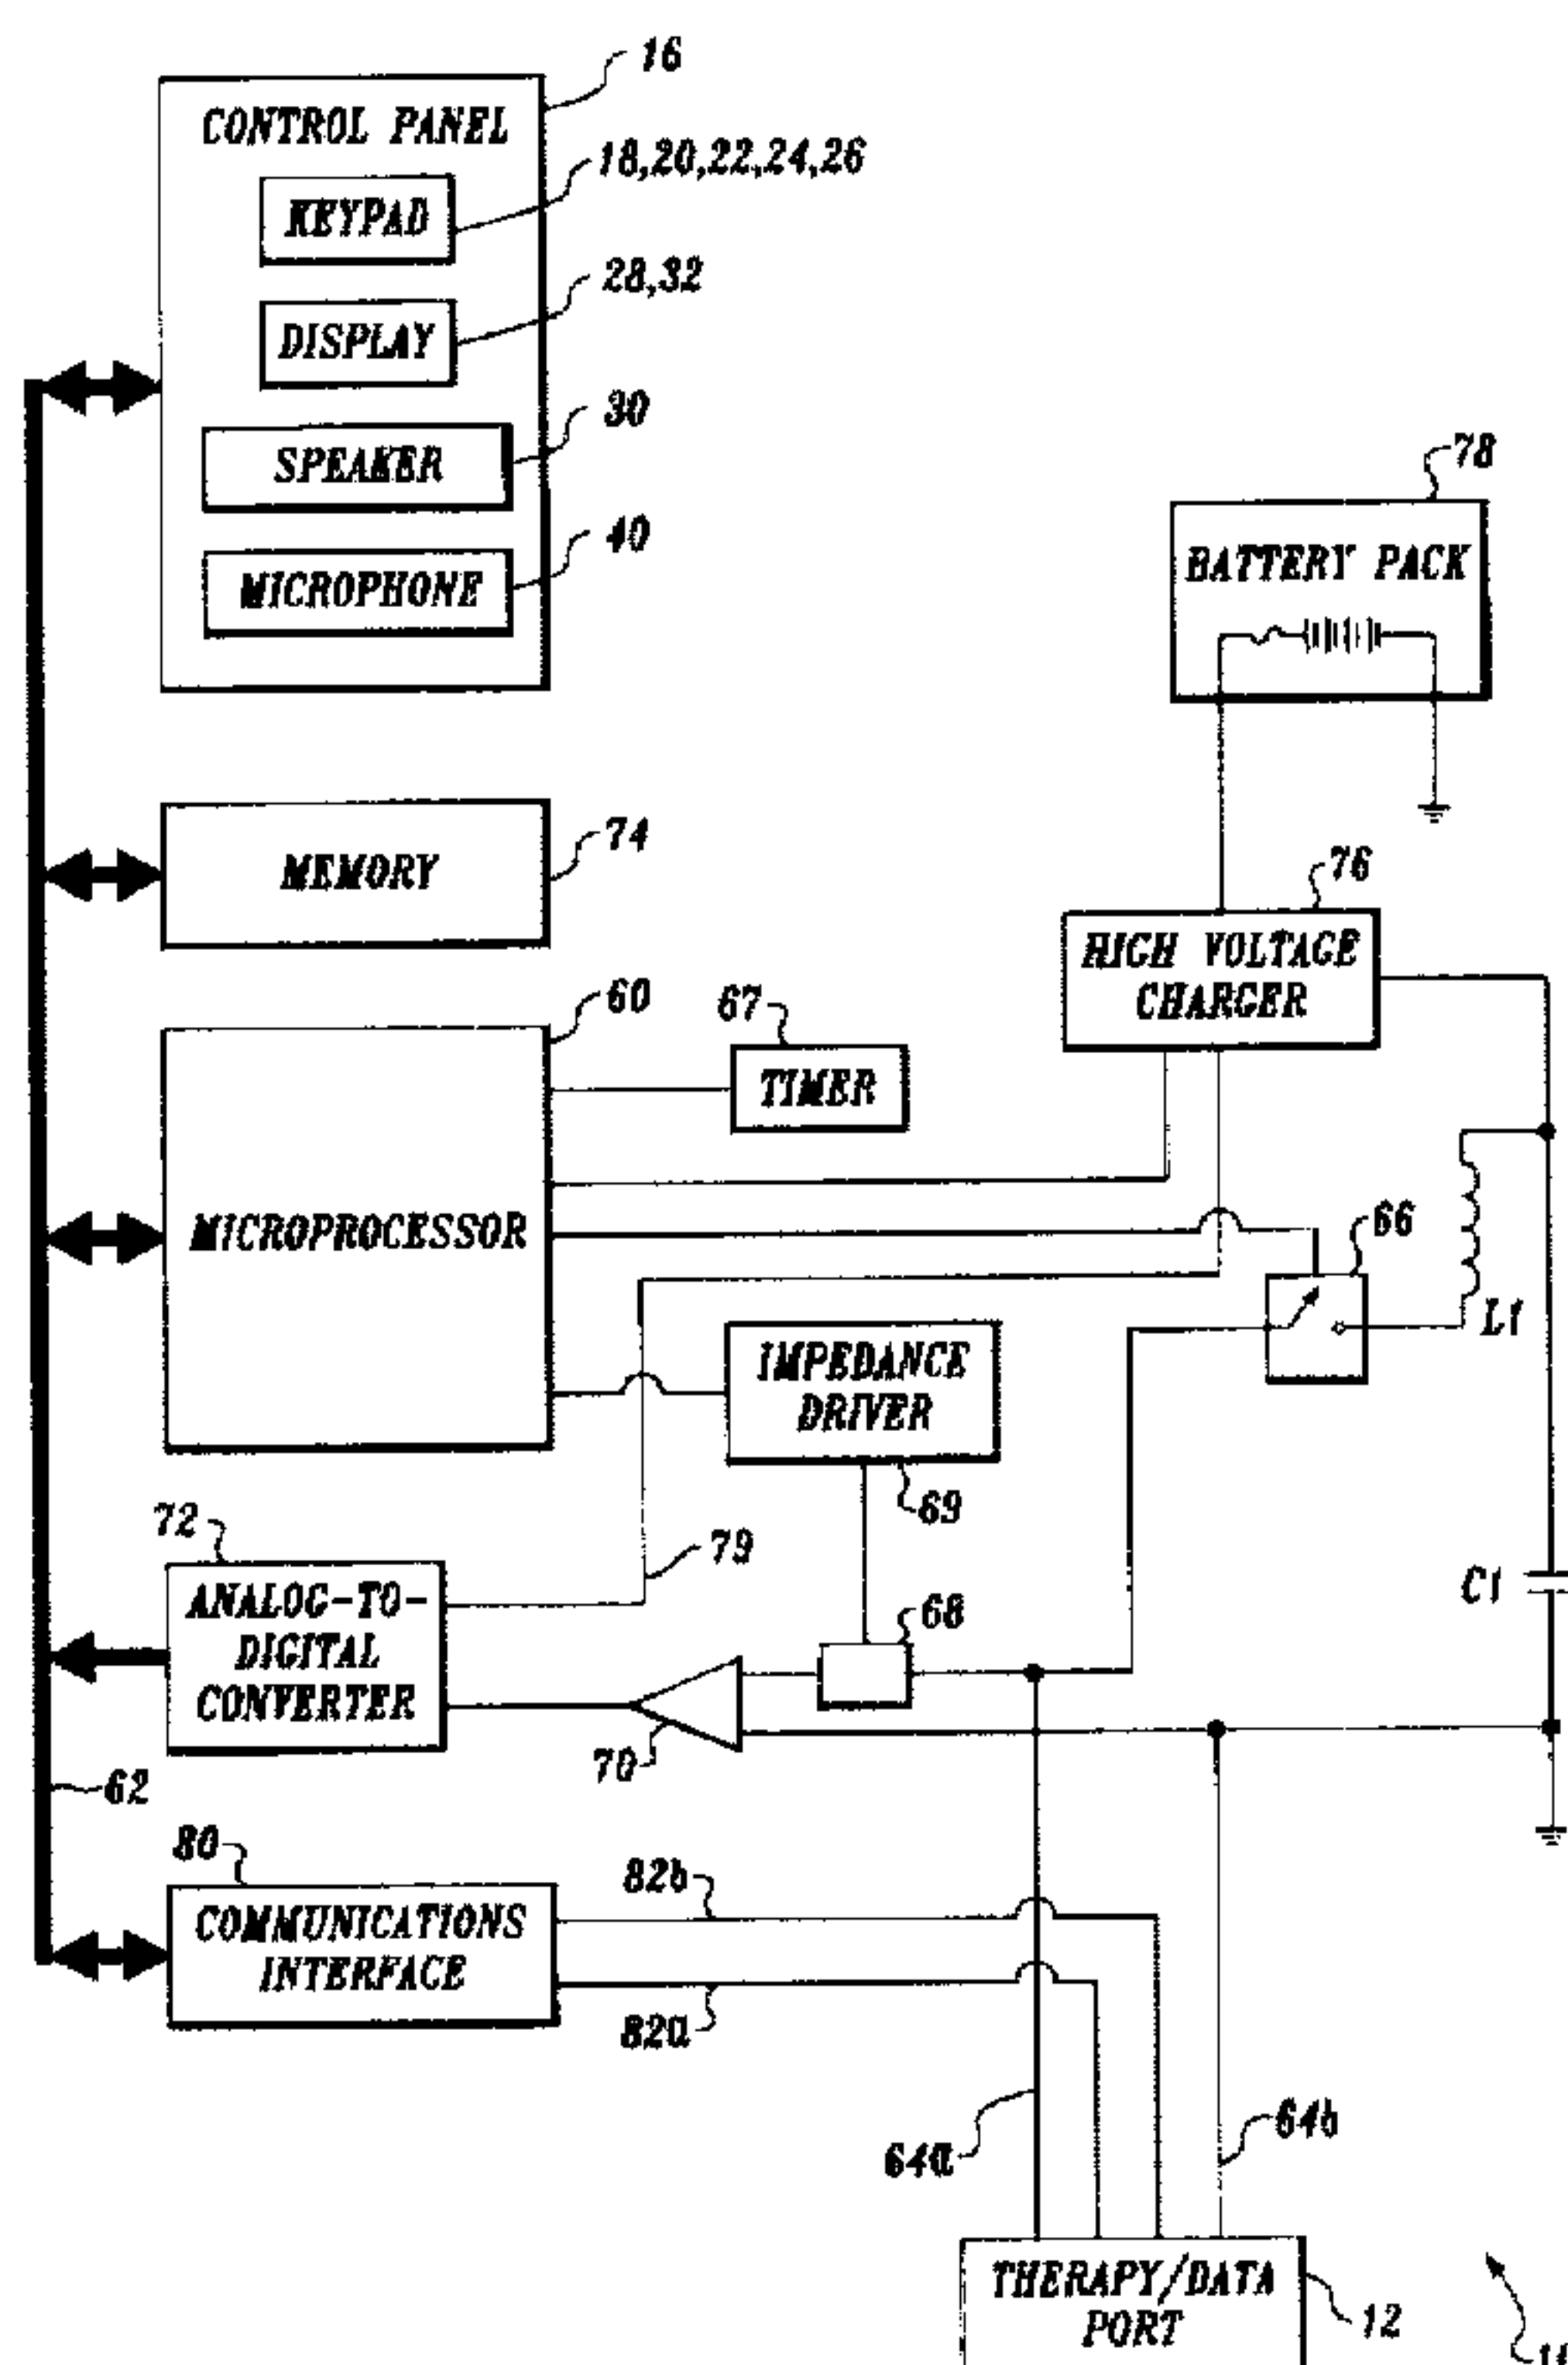 16
CONTROL PANEL
18,20,22,24,26
KEYPAD
28,32
DISPLAY
30
SPEAKER
40
MICROPHONE
78
BATTERY PACK
74
MEMORY
76
HIGH VOLTAGE
CHARGER
60
67
TIMER
MICROPROCESSOR
66
L1
IMPEDANCE
DRIVER
69
72
79
ANALOG-TO-
DIGITAL
CONVERTER
68
C1
70
62
80
82b
COMMUNICATIONS
INTERFACE
82a
64a
64b
THERAPY/DATA
PORT
12